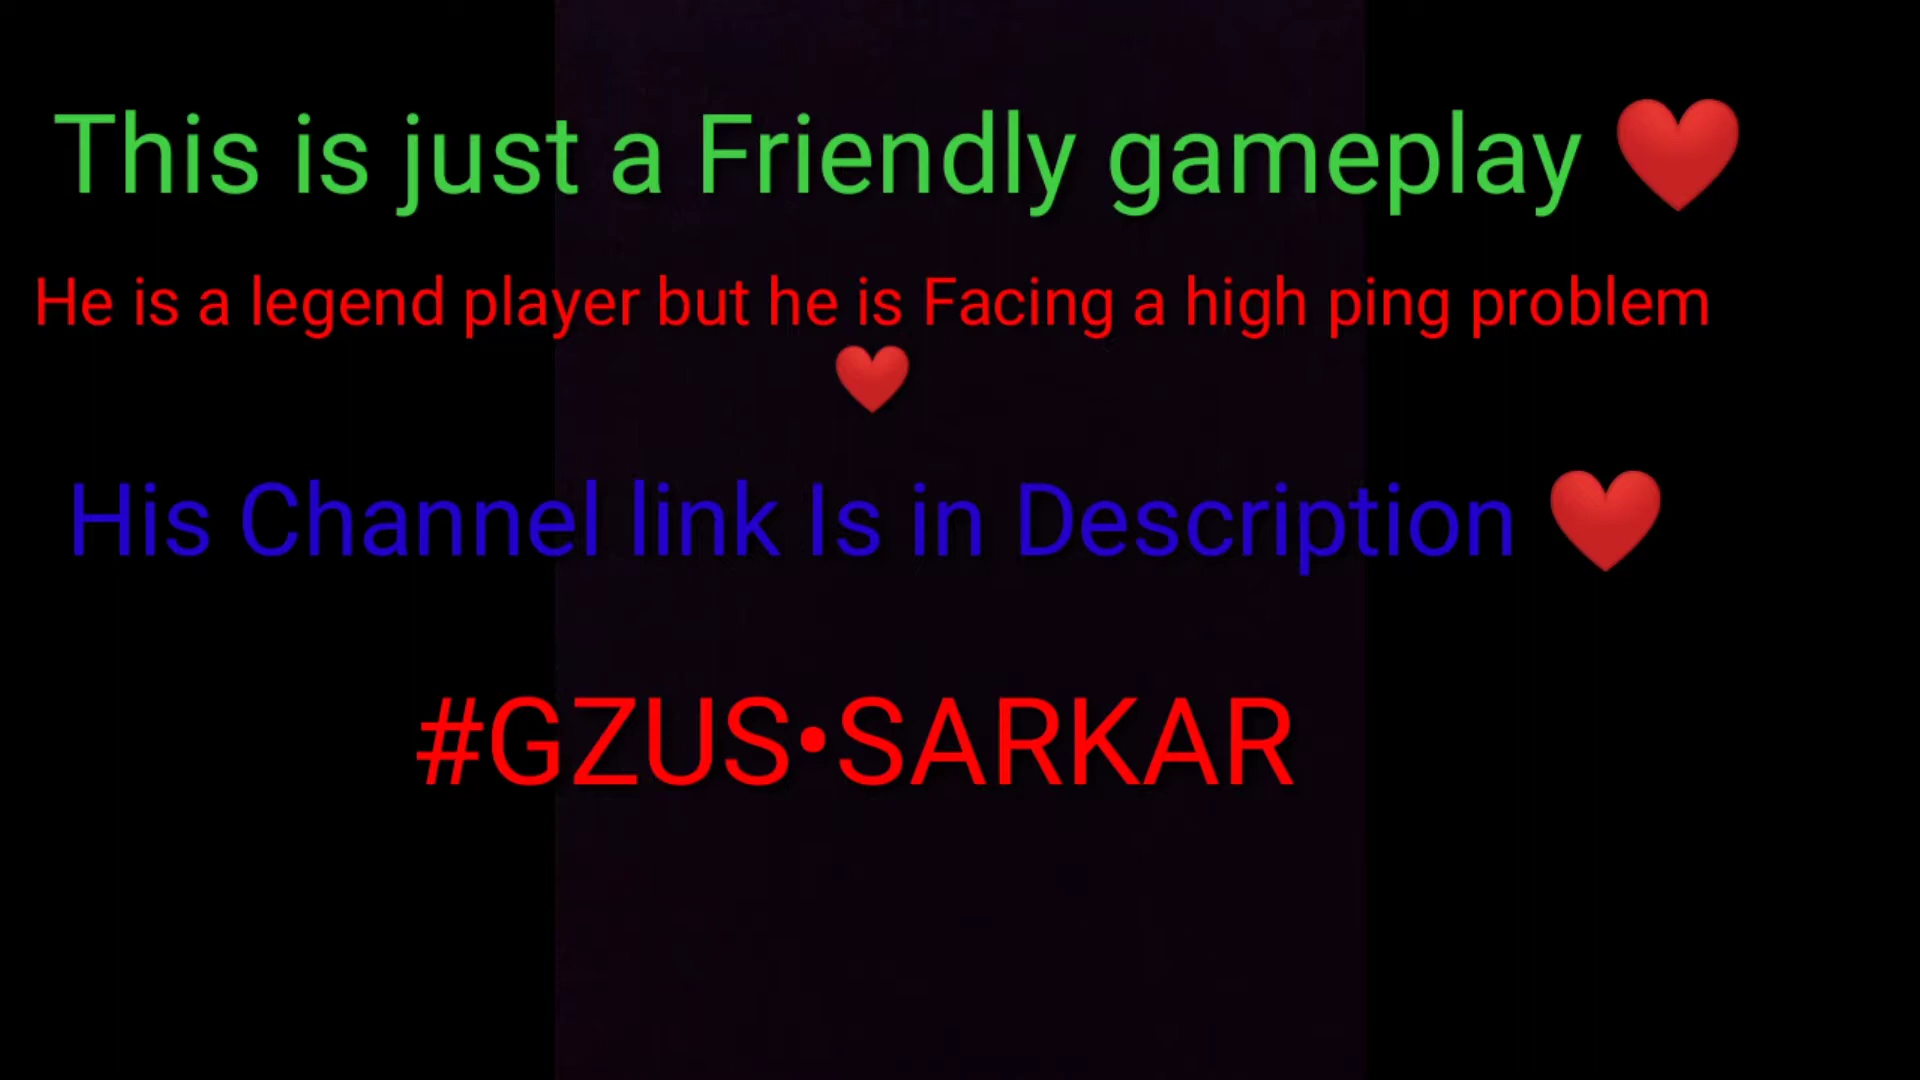 This is just a Friendly gameplay ❤️
He is a legend player but he is Facing a high ping problem
❤️
His Channel link Is in Description ❤️
#GZUS•SARKAR